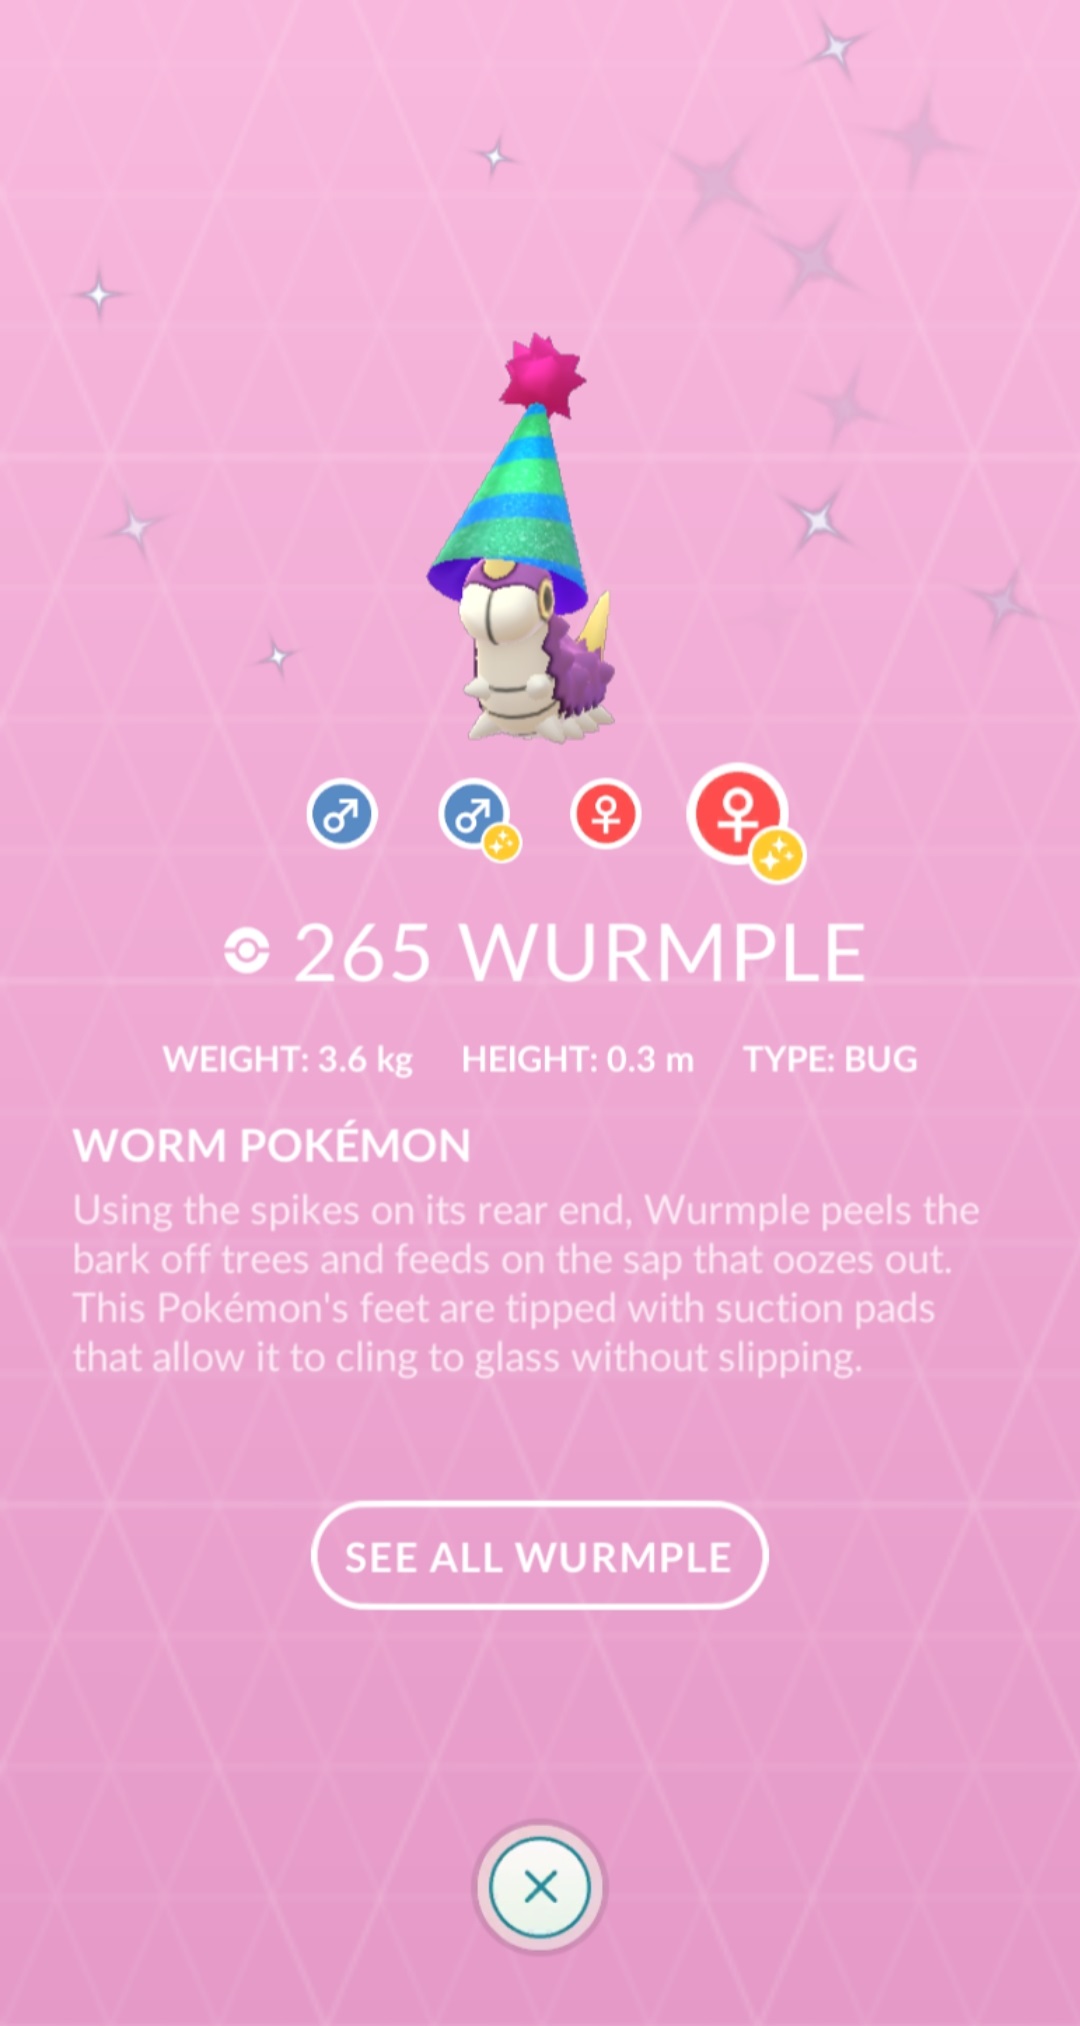 265 WURMPLE
WEIGHT: 3.6 kg HEIGHT: 0.3 m TYPE: BUG
WORM POKÉMON
Using the spikes on its rear end, Wurmple peels the
bark off trees and feeds on the sap that oozes out.
This Pokémon's feet are tipped with suction pads
that allow it to cling to glass without slipping.
SEE ALL WURMPLE